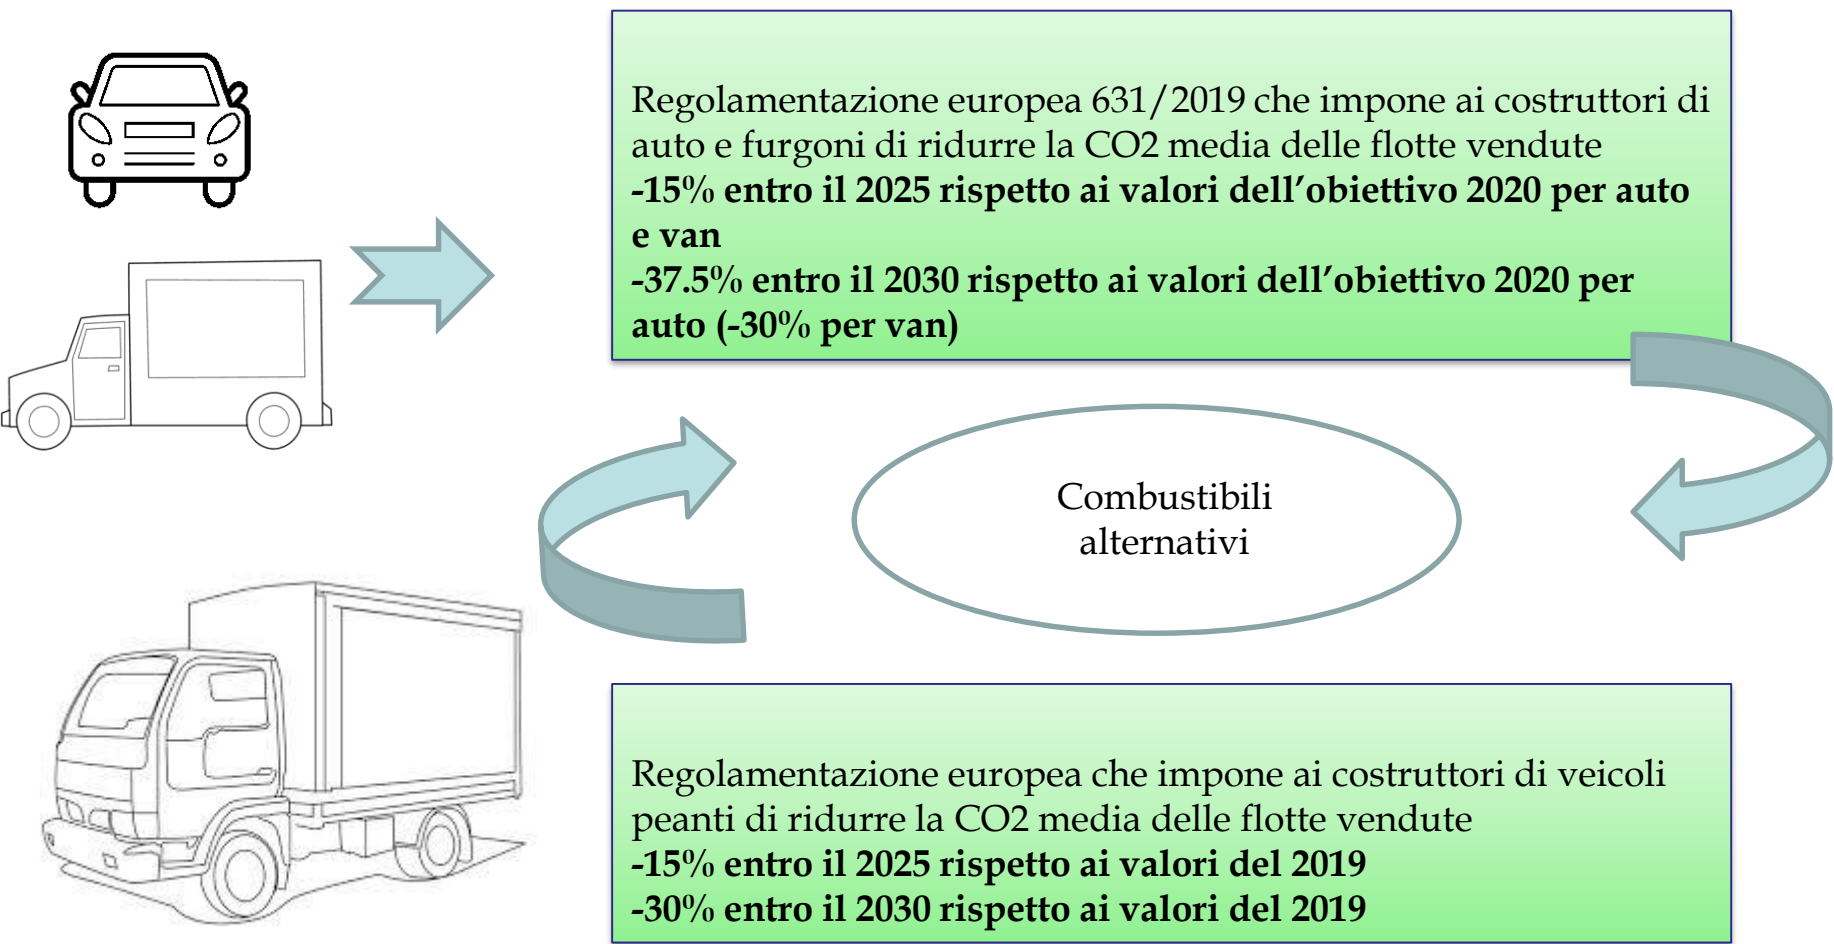 Regolamentazione europea 631/2019 che impone ai costruttori di
auto e furgoni di ridurre la CO2 media delle flotte vendute
-15% entro il 2025 rispetto ai valori dell’obiettivo 2020 per auto
e van
-37.5% entro il 2030 rispetto ai valori dell’obiettivo 2020 per
auto (-30% per van)
Combustibili
alternativi
Regolamentazione europea che impone ai costruttori di veicoli
peanti di ridurre la CO2 media delle flotte vendute
-15% entro il 2025 rispetto ai valori del 2019
-30% entro il 2030 rispetto ai valori del 2019